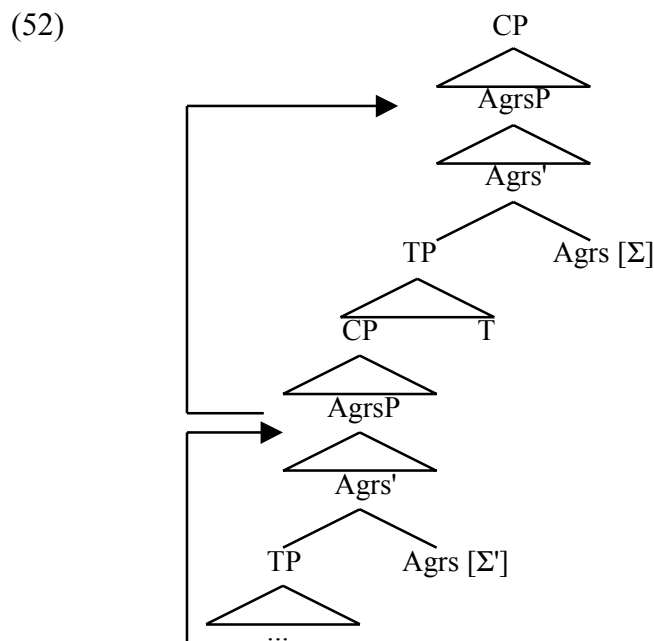 (52)
CP
AgrsP
Agrs'
TP Agrs [Σ]
CP T
AgrsP
Agrs'
TP Agrs [Σ']
...